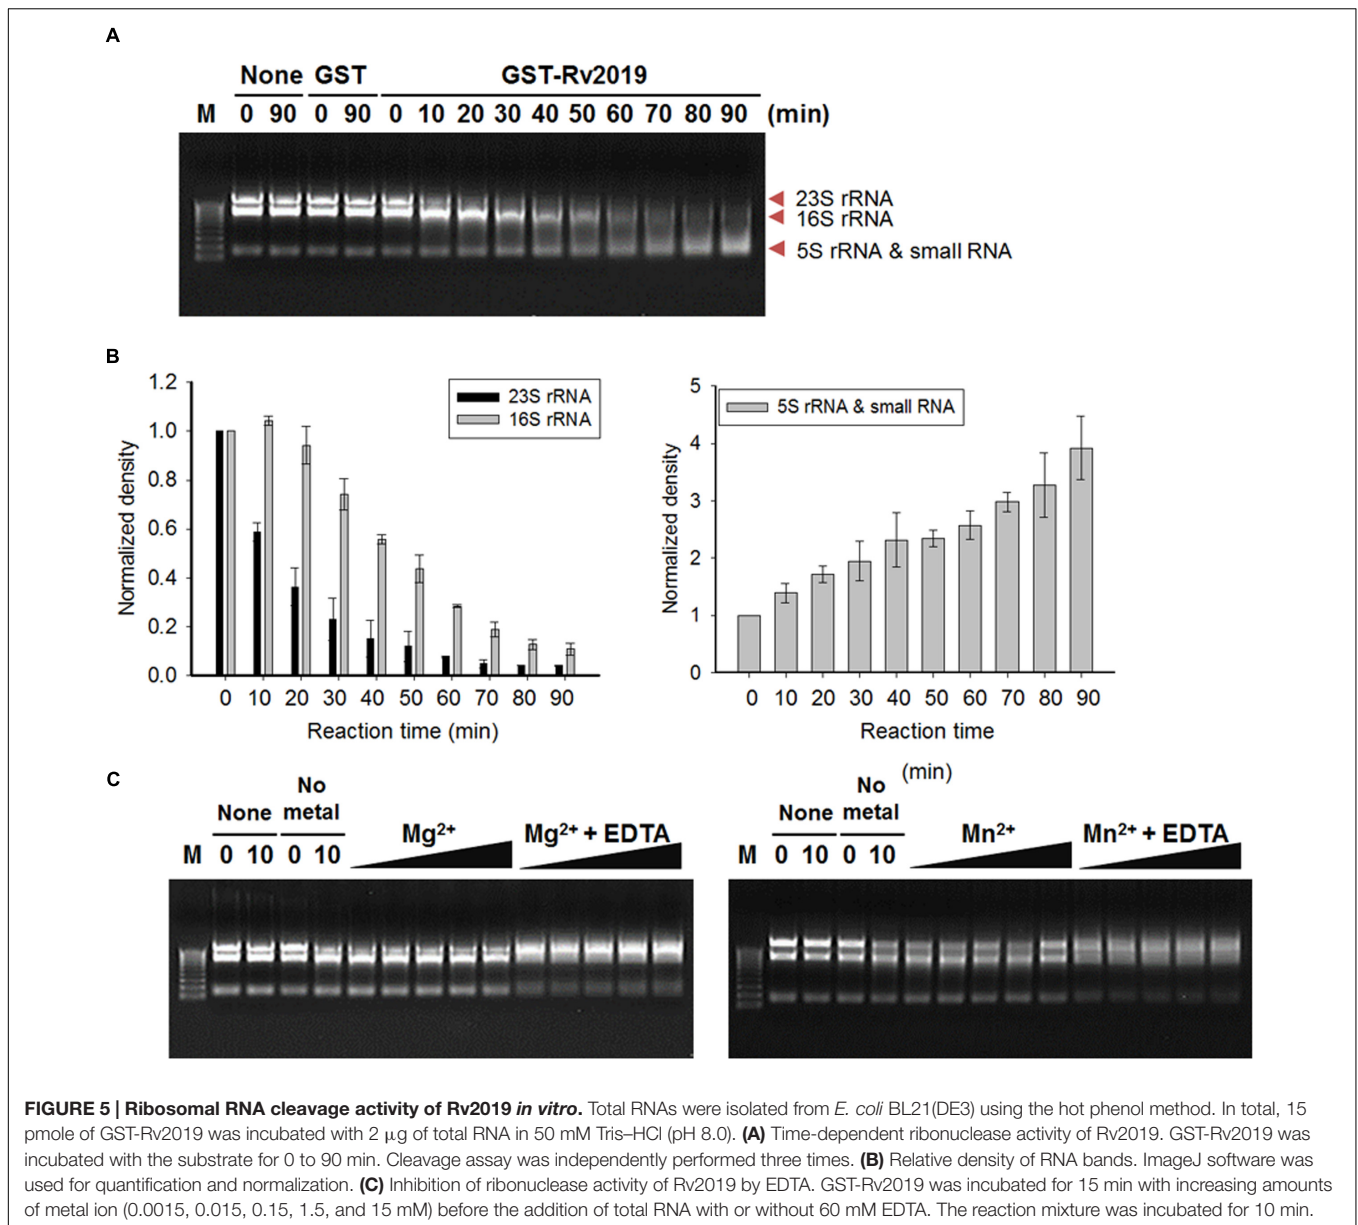 A
None GST GST-Rv2019
M 0 90 0 90 0 10 20 30 40 50 60 70 80 90 (min)
23S rRNA
16S rRNA
5S rRNA & small RNA
B
1.2
1.0
0.8
0.6
0.4
0.2
0.0
Normalized density
23S rRNA
16S rRNA
0 10 20 30 40 50 60 70 80 90
Reaction time (min)
5
4
3
2
1
0
Normalized density
5S rRNA & small RNA
0 10 20 30 40 50 60 70 80 90
Reaction time
(min)
C
No
None metal Mg2+ Mg2+ + EDTA
M 0 10 0 10
No
None metal Mn2+ Mn2+ + EDTA
M 0 10 0 10
FIGURE 5 | Ribosomal RNA cleavage activity of Rv2019 in vitro. Total RNAs were isolated from E. coli BL21(DE3) using the hot phenol method. In total, 15
pmole of GST-Rv2019 was incubated with 2 μg of total RNA in 50 mM Tris–HCl (pH 8.0). (A) Time-dependent ribonuclease activity of Rv2019. GST-Rv2019 was
incubated with the substrate for 0 to 90 min. Cleavage assay was independently performed three times. (B) Relative density of RNA bands. ImageJ software was
used for quantification and normalization. (C) Inhibition of ribonuclease activity of Rv2019 by EDTA. GST-Rv2019 was incubated for 15 min with increasing amounts
of metal ion (0.0015, 0.015, 0.15, 1.5, and 15 mM) before the addition of total RNA with or without 60 mM EDTA. The reaction mixture was incubated for 10 min.